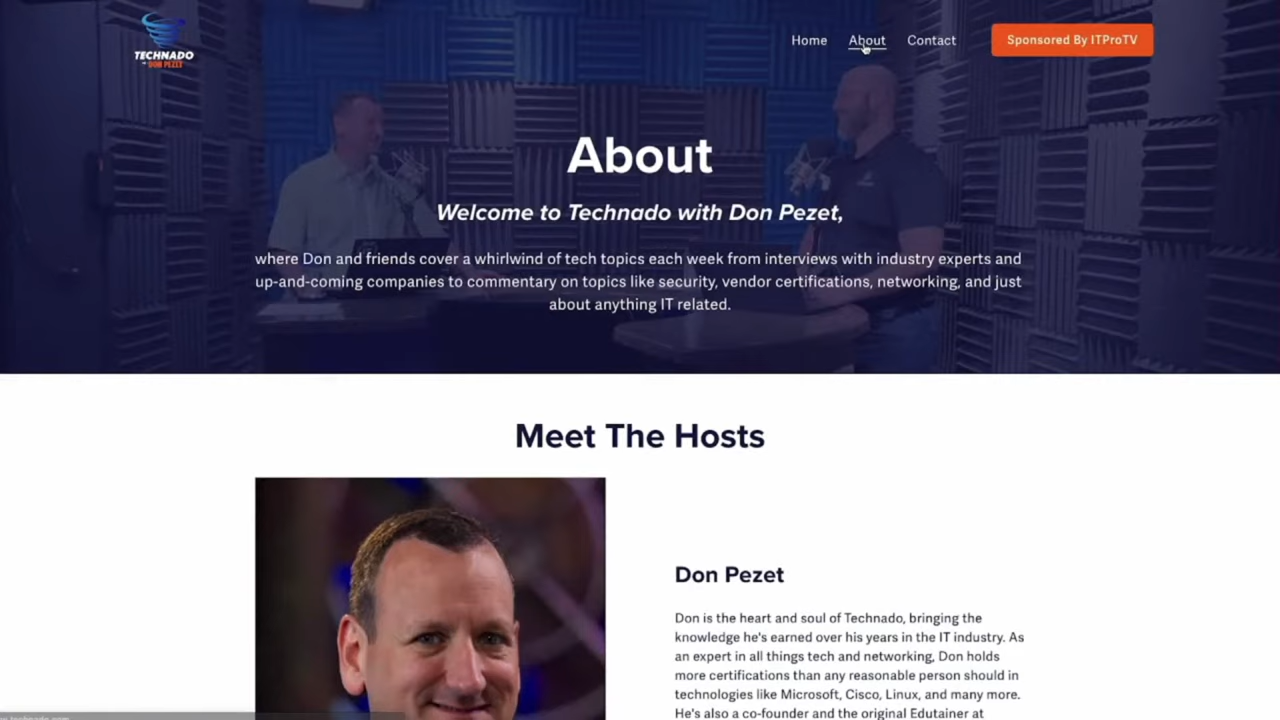 TECHNADO
DON PEZET
Home
About
Contact
Sponsored By ITProTV
About
Welcome to Technado with Don Pezet,
where Don and friends cover a whirlwind of tech topics each week from interviews with industry experts and
up-and-coming companies to commentary on topics like security, vendor certifications, networking, and just
about anything IT related.
Meet The Hosts
Don Pezet
Don is the heart and soul of Technado, bringing the
knowledge he's earned over his years in the IT industry. As
an expert in all things tech and networking, Don holds
more certifications than any reasonable person should in
technologies like Microsoft, Cisco, Linux, and many more.
He's also a co-founder and the original Edutainer at